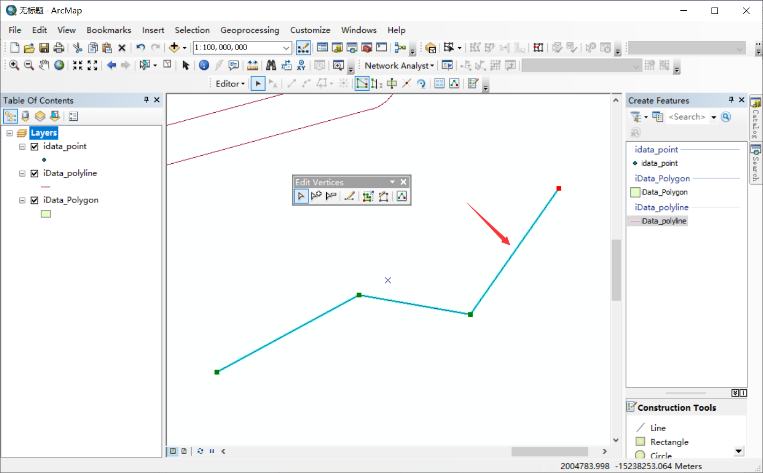 无标题 - ArcMap
File Edit View Bookmarks Insert Selection Geoprocessing Customize Windows Help
1:100,000,000
Network Analyst
Editor
Table Of Contents
Layers
idata_point
iData_polyline
iData_Polygon
Edit Vertices
Create Features
<Search>
idata_point
idata_point
iData_Polygon
iData_Polygon
iData_polyline
iData_polyline
Construction Tools
Line
Rectangle
Circle
Catalog
Search
2004783.998 -15238253.064 Meters